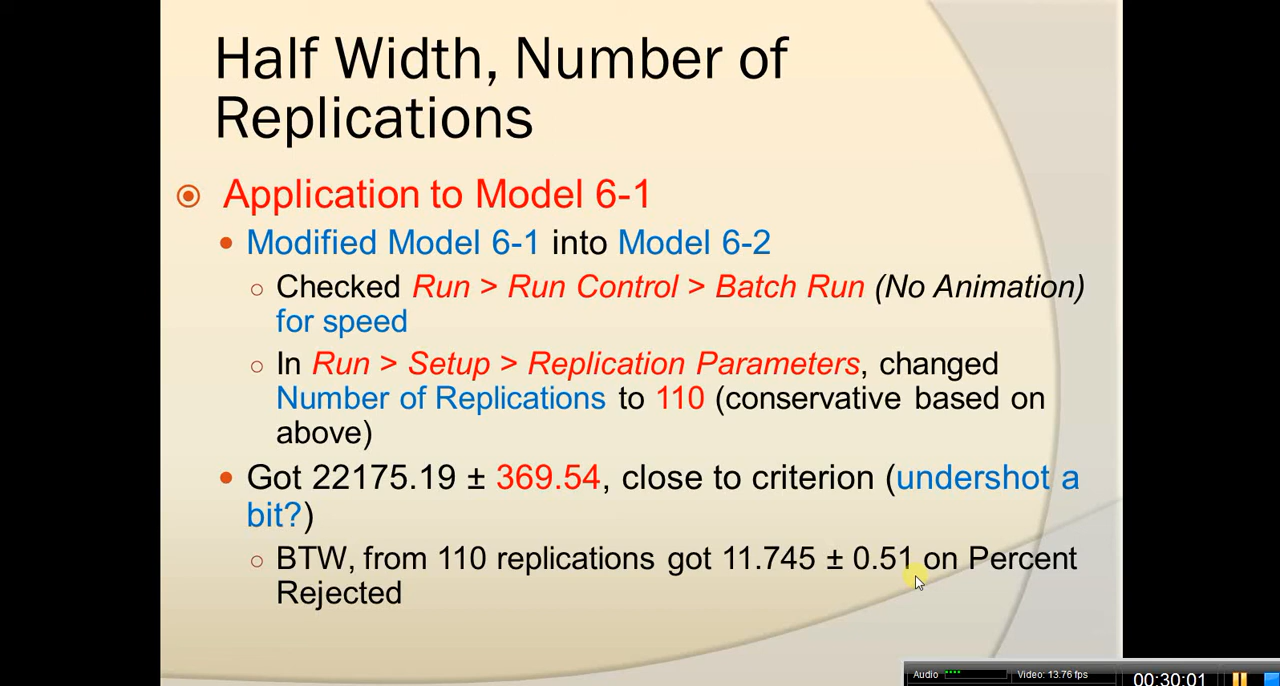 Half Width, Number of
Replications
Application to Model 6-1
Modified Model 6-1 into Model 6-2
Checked Run > Run Control > Batch Run (No Animation)
for speed
In Run > Setup > Replication Parameters, changed
Number of Replications to 110 (conservative based on
above)
Got 22175.19 ± 369.54, close to criterion (undershot a
bit?)
BTW, from 110 replications got 11.745 ± 0.51 on Percent
Rejected
Audio Video: 13.76 fps 00:30:01